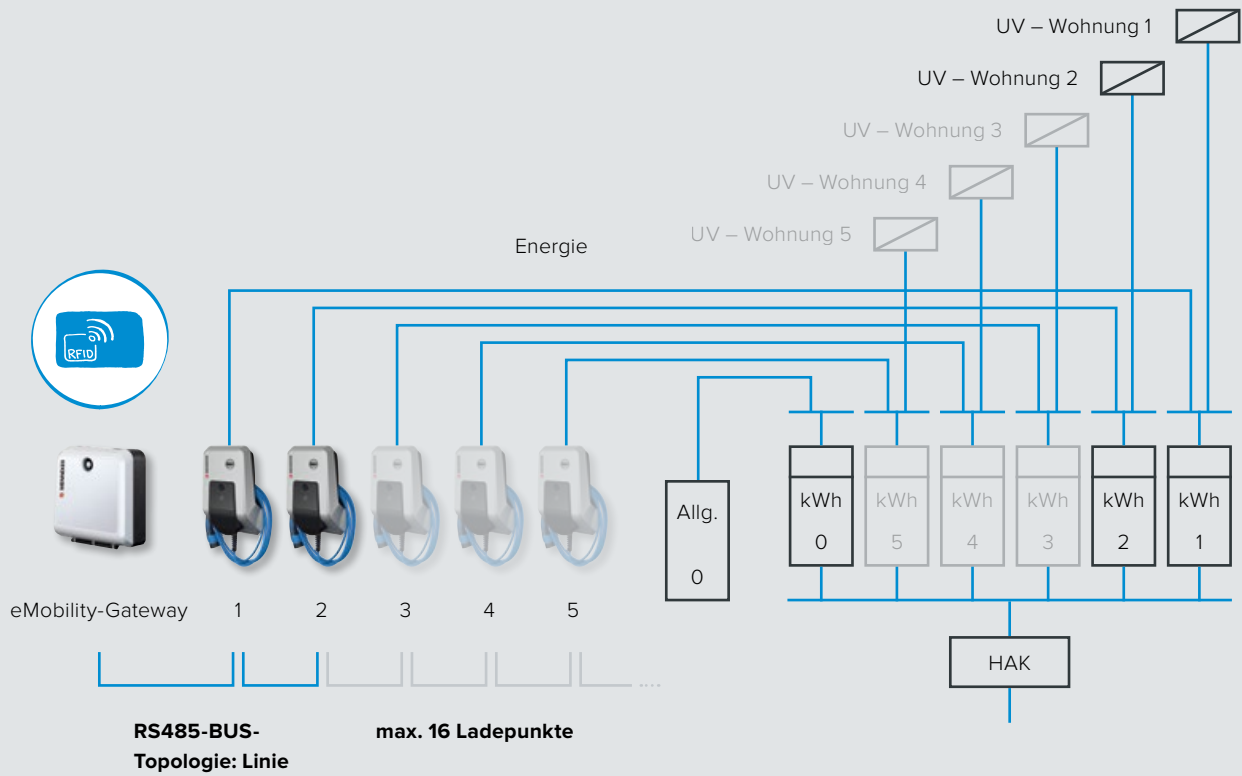 UV – Wohnung 1
UV – Wohnung 2
UV – Wohnung 3
UV – Wohnung 4
UV – Wohnung 5
Energie
RFID
Allg.
0
kWh
0
kWh
5
kWh
4
kWh
3
kWh
2
kWh
1
eMobility-Gateway
1
2
3
4
5
....
HAK
RS485-BUS-
Topologie: Linie
max. 16 Ladepunkte